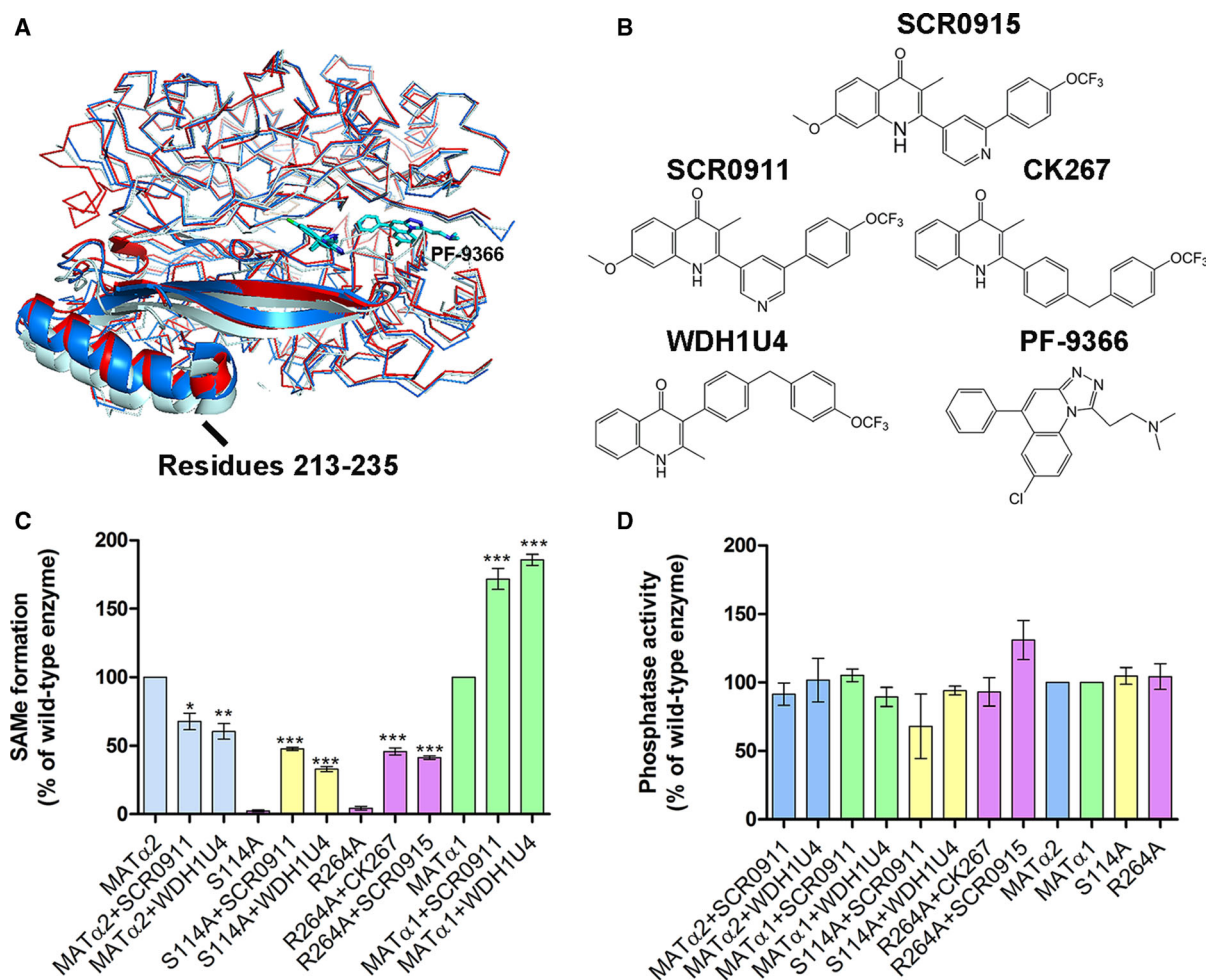 A
PF-9366
Residues 213-235
B
SCR0915
O
O
N
H
N
OCF3
SCR0911
O
O
N
H
N
OCF3
CK267
O
N
H
OCF3
WDH1U4
O
N
H
OCF3
PF-9366
N
N
N
N
Cl
C
SAMe formation
(% of wild-type enzyme)
200
150
100
50
0
*
**
***
***
***
***
***
***
MATα2
MATα2+SCR0911
MATα2+WDH1U4
S114A
S114A+SCR0911
S114A+WDH1U4
R264A
R264A+CK267
R264A+SCR0915
MATα1
MATα1+SCR0911
MATα1+WDH1U4
D
Phosphatase activity
(% of wild-type enzyme)
200
150
100
50
0
MATα2+SCR0911
MATα2+WDH1U4
MATα1+SCR0911
MATα1+WDH1U4
S114A+SCR0911
S114A+WDH1U4
R264A+CK267
R264A+SCR0915
MATα2
MATα1
S114A
R264A